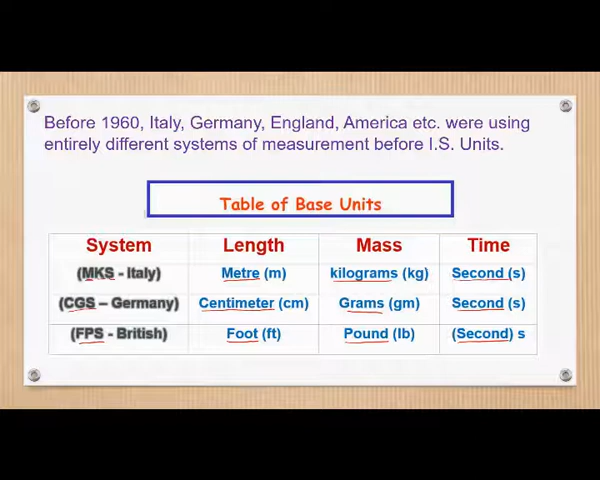 Before 1960, Italy, Germany, England, America etc. were using
entirely different systems of measurement before I.S. Units.
Table of Base Units
System Length Mass Time
(MKS - Italy) Metre (m) kilograms (kg) Second (s)
(CGS – Germany) Centimeter (cm) Grams (gm) Second (s)
(FPS - British) Foot (ft) Pound (lb) (Second) s